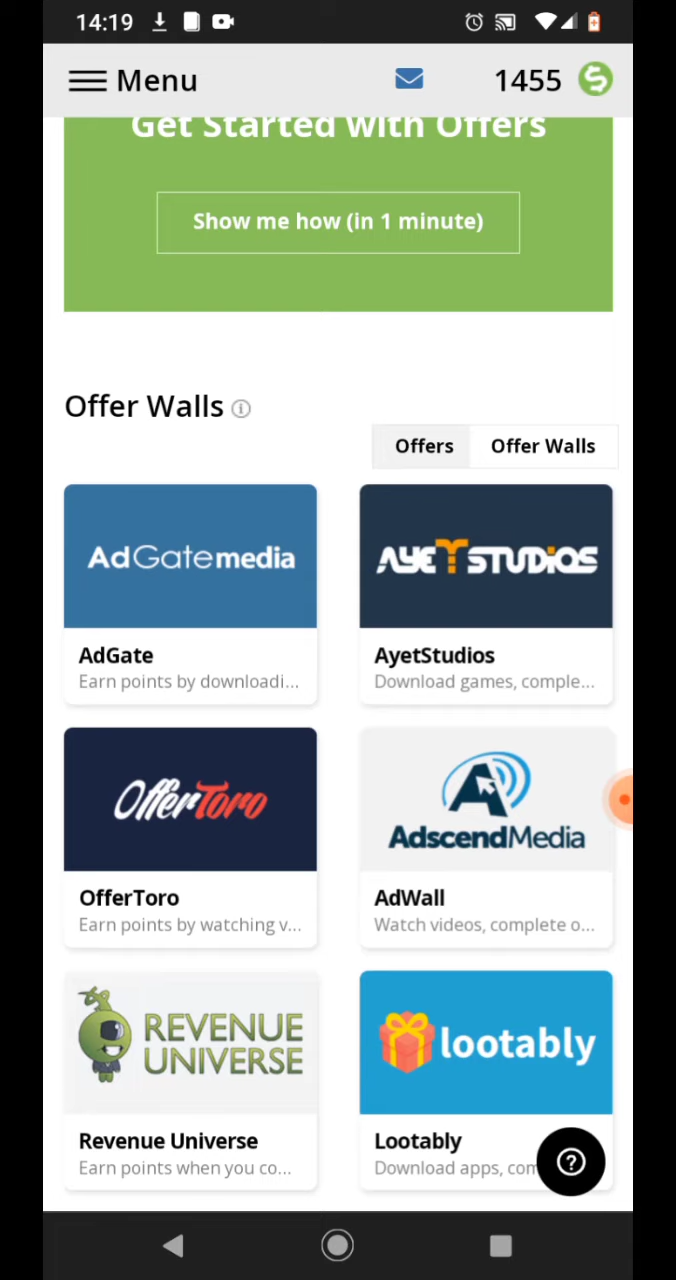 14:19
Menu
1455
Get Started With Offers
Show me how (in 1 minute)
Offer Walls
Offers
Offer Walls
AdGatemedia
AYETSTUDIOS
AdGate
Earn points by downloadi...
AyetStudios
Download games, comple...
OfferToro
AdscendMedia
OfferToro
Earn points by watching v...
AdWall
Watch videos, complete o...
REVENUE
UNIVERSE
lootably
Revenue Universe
Earn points when you co...
Lootably
Download apps, com